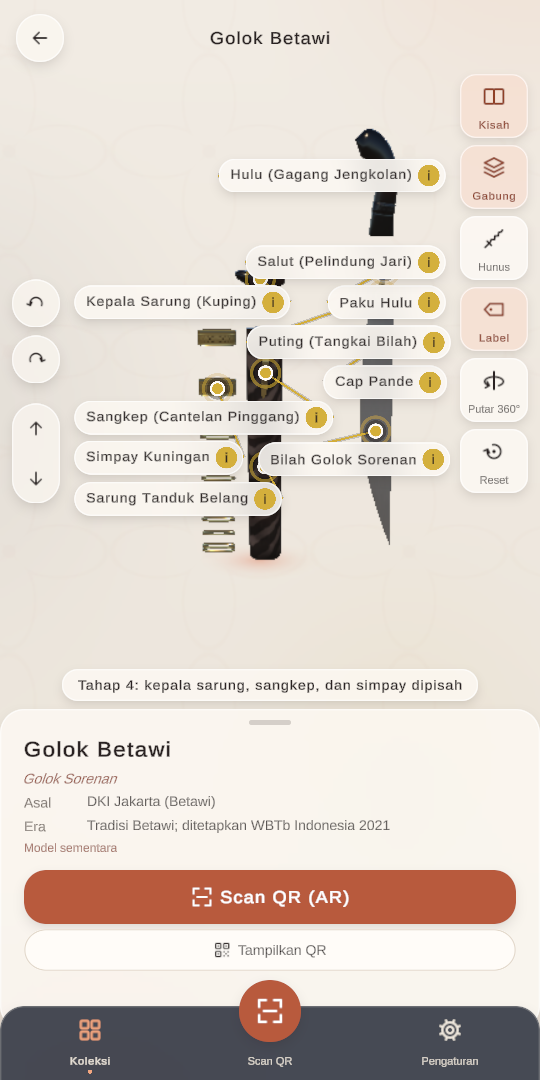 Golok Betawi
Kisah
Hulu (Gagang Jengkolan) i
Gabung
Salut (Pelindung Jari) i
Hunus
Kepala Sarung (Kuping) i
Paku Hulu i
Label
Puting (Tangkai Bilah) i
Cap Pande i
Putar 360°
Sangkep (Cantelan Pinggang) i
Simpay Kuningan i
Bilah Golok Sorenan i
Reset
Sarung Tanduk Belang i
Tahap 4: kepala sarung, sangkep, dan simpay dipisah
Golok Betawi
Golok Sorenan
Asal DKI Jakarta (Betawi)
Era Tradisi Betawi; ditetapkan WBTb Indonesia 2021
Model sementara
Scan QR (AR)
Tampilkan QR
Koleksi Scan QR Pengaturan